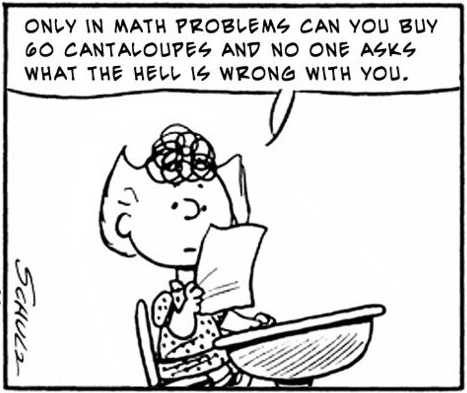 ONLY IN MATH PROBLEMS CAN YOU BUY
60 CANTALOUPES AND NO ONE ASKS
WHAT THE HELL IS WRONG WITH YOU.
SCHULZ